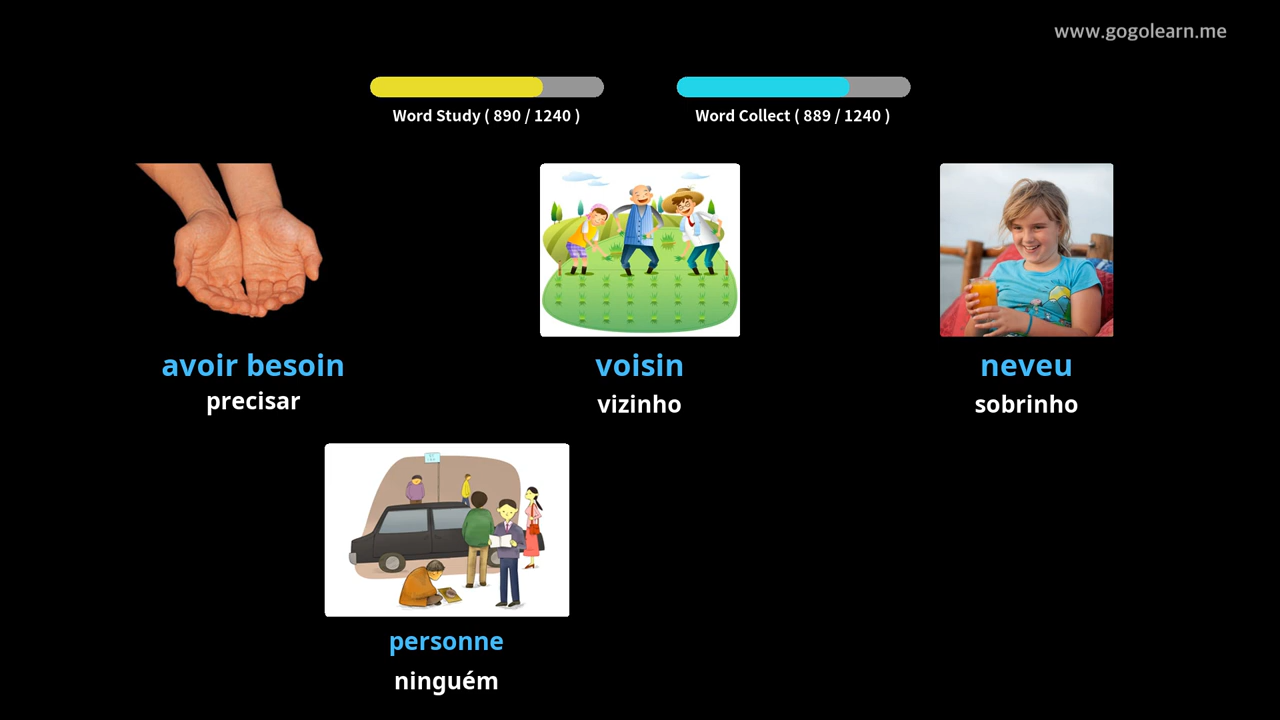 www.gogolearn.me
Word Study ( 890 / 1240 )
Word Collect ( 889 / 1240 )
avoir besoin
precisar
voisin
vizinho
neveu
sobrinho
personne
ninguém